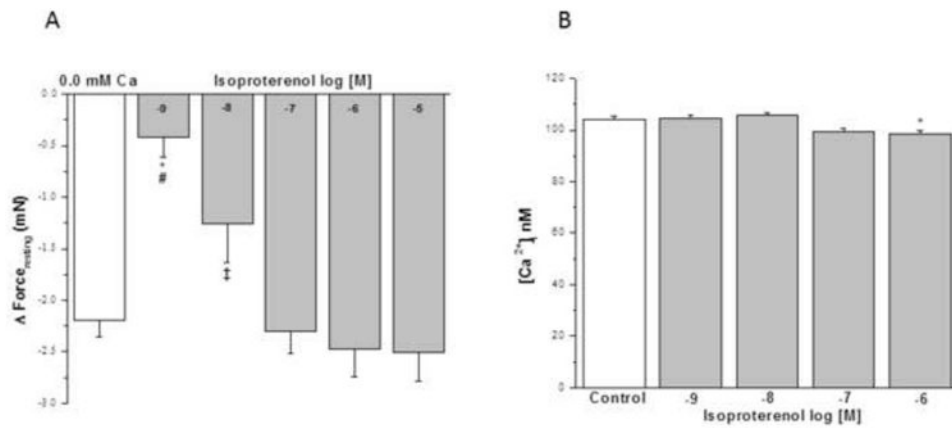 A
0.0 mM Ca Isoproterenol log [M]
0.0
-0.5
-1.0
-1.5
-2.0
-2.5
-3.0
-9 -8 -7 -6 -5
*
#
‡
Δ Force resting (mN)
B
120
100
80
60
40
20
0
*
[Ca 2+]i nM
Control -9 -8 -7 -6
Isoproterenol log [M]